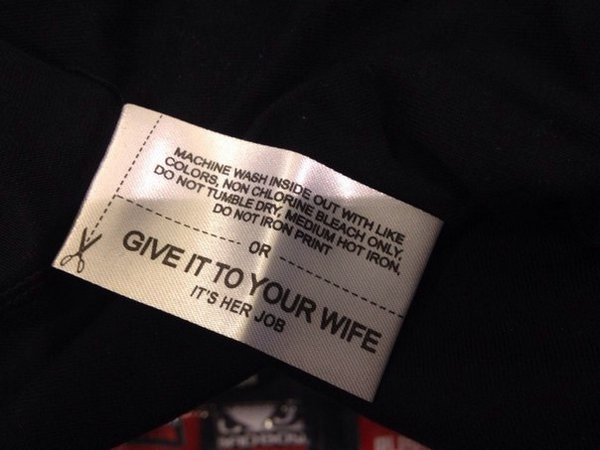 MACHINE WASH INSIDE OUT WITH LIKE
COLORS, NON CHLORINE BLEACH ONLY.
DO NOT TUMBLE DRY, MEDIUM HOT IRON,
DO NOT IRON PRINT
OR
GIVE IT TO YOUR WIFE
IT'S HER JOB